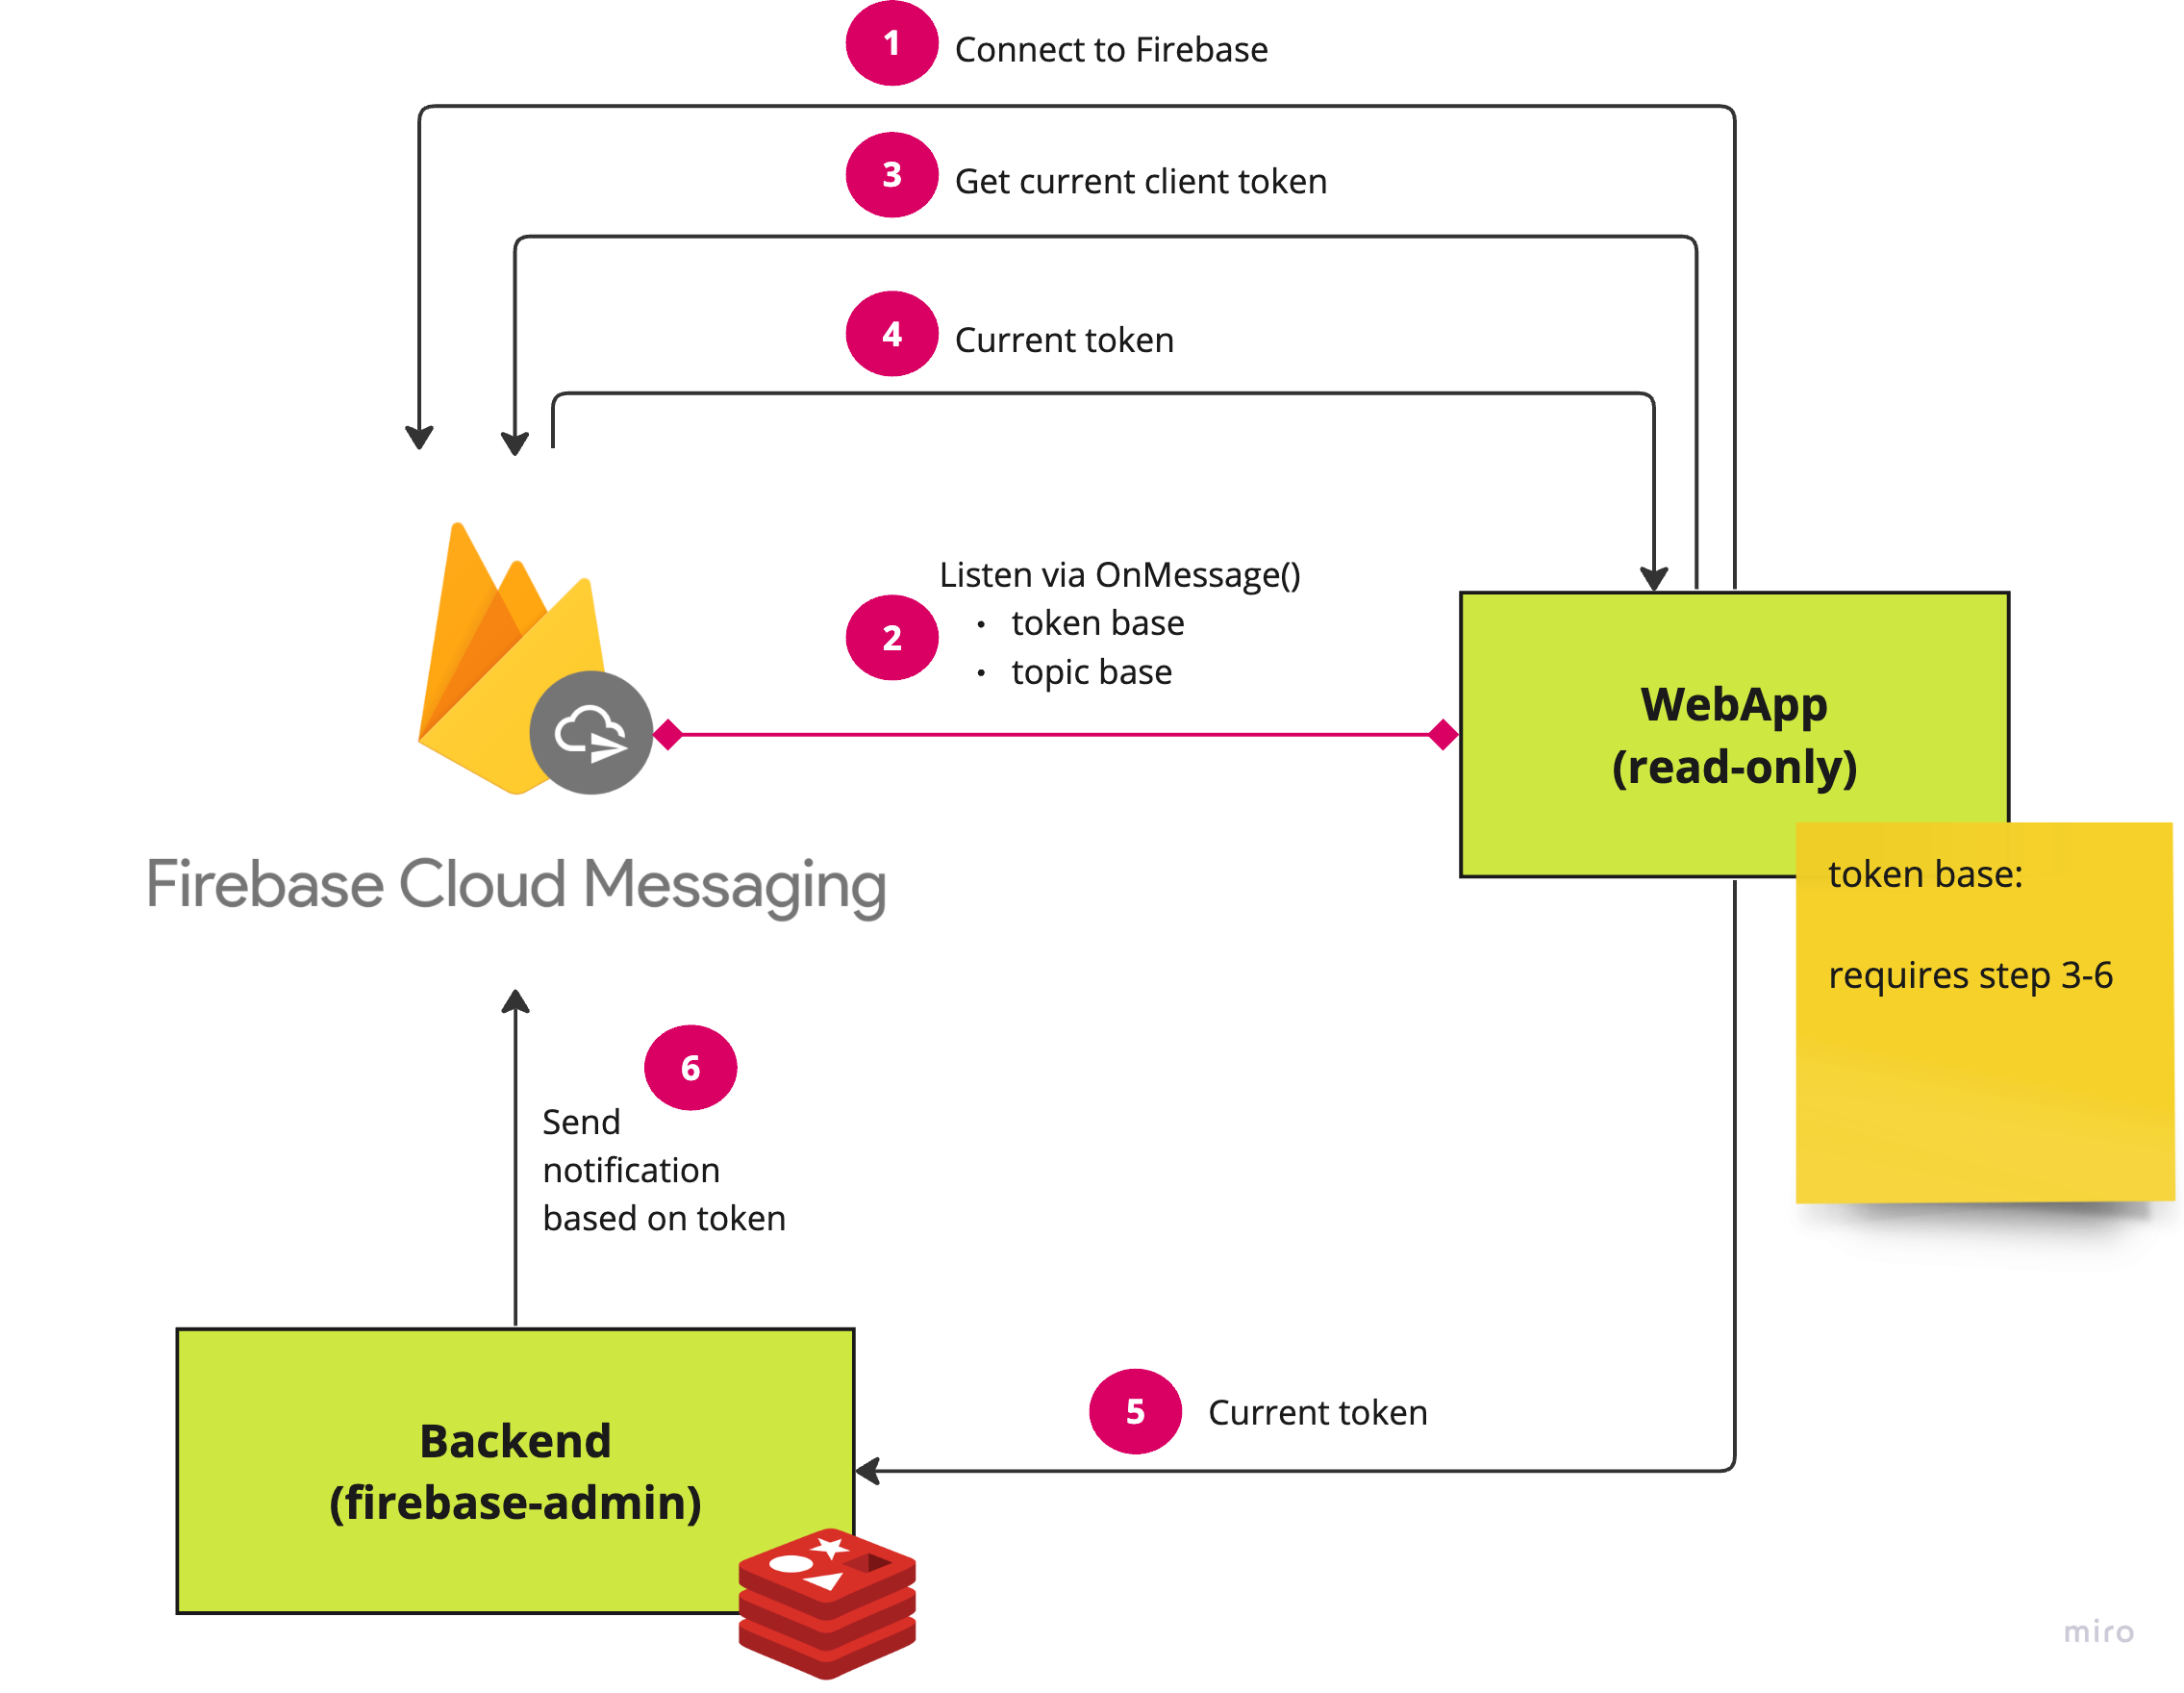 1
Connect to Firebase
3
Get current client token
4
Current token
Listen via OnMessage()
2
• token base
• topic base
WebApp
(read-only)
Firebase Cloud Messaging
token base:
requires step 3-6
6
Send
notification
based on token
5
Current token
Backend
(firebase-admin)
miro